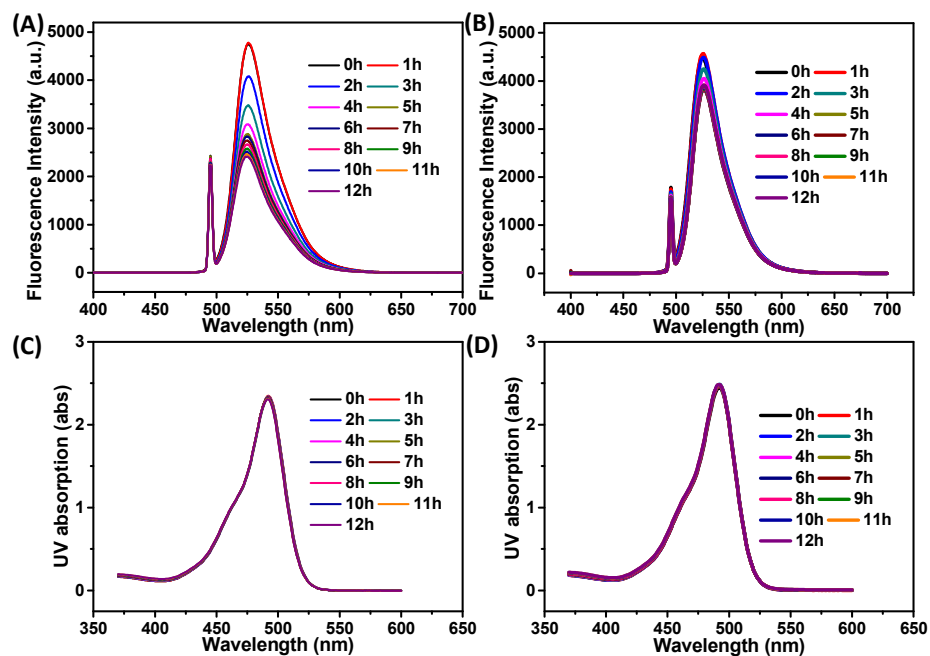 (A)
5000
4000
3000
2000
1000
0
Fluorescence Intensity (a.u.)
0h 1h
2h 3h
4h 5h
6h 7h
8h 9h
10h 11h
12h
400 450 500 550 600 650 700
Wavelength (nm)
(B)
5000
4000
3000
2000
1000
0
Fluorescence Intensity (a.u.)
0h 1h
2h 3h
4h 5h
6h 7h
8h 9h
10h 11h
12h
400 450 500 550 600 650 700
Wavelength (nm)
(C)
3
2
1
0
UV absorption (abs)
0h 1h
2h 3h
4h 5h
6h 7h
8h 9h
10h 11h
12h
350 400 450 500 550 600 650
Wavelength (nm)
(D)
3
2
1
0
UV absorption (abs)
0h 1h
2h 3h
4h 5h
6h 7h
8h 9h
10h 11h
12h
350 400 450 500 550 600 650
Wavelength (nm)